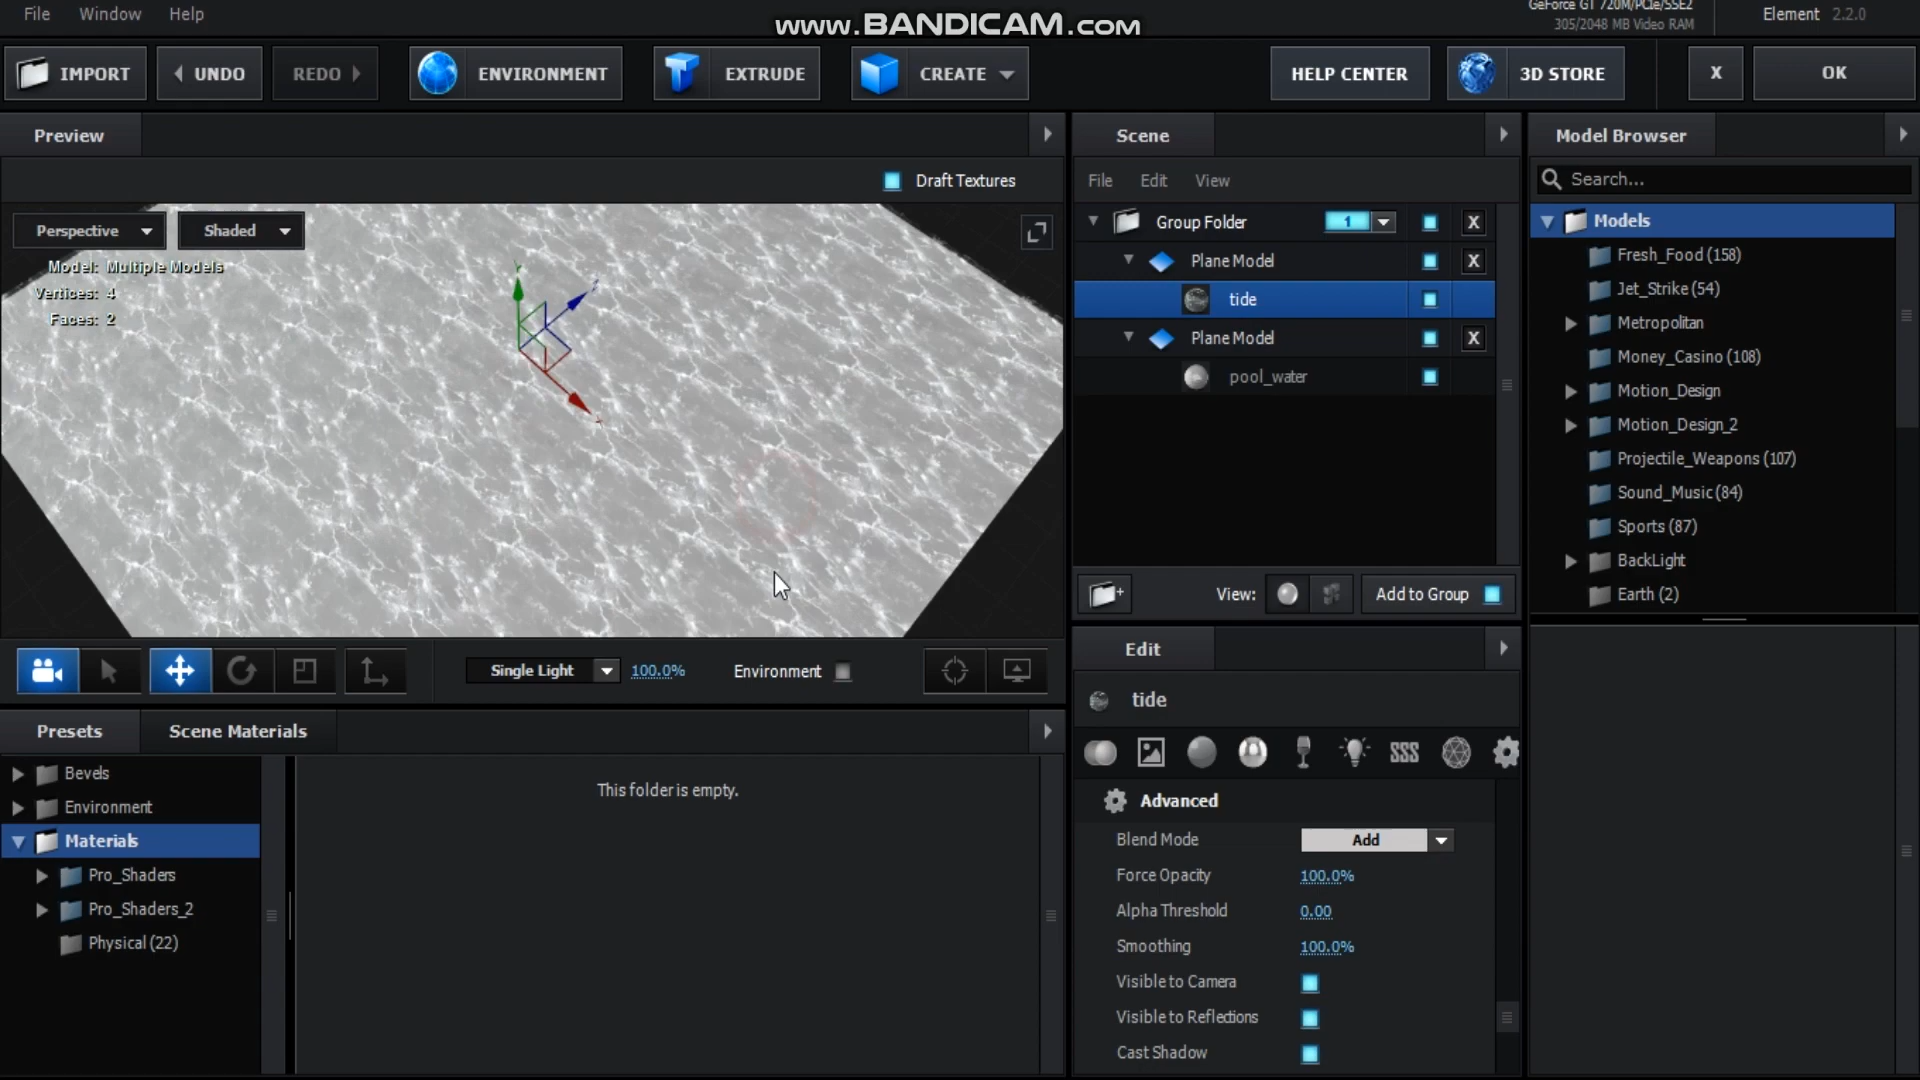 File Window Help
www.BANDICAM.com
GeForce GT 720M/PCIe/SSE2
305/2048 MB Video RAM
Element 2.2.0
IMPORT
UNDO
REDO
ENVIRONMENT
EXTRUDE
CREATE
HELP CENTER
3D STORE
X
OK
Preview
Draft Textures
Perspective
Shaded
Model: Multiple Models
Vertices: 4
Faces: 2
Y
Z
X
Single Light
100.0%
Environment
Presets
Scene Materials
Bevels
Environment
Materials
Pro_Shaders
Pro_Shaders_2
Physical (22)
This folder is empty.
Scene
File Edit View
Group Folder
1
X
Plane Model
X
tide
Plane Model
X
pool_water
View:
Add to Group
Edit
tide
SSS
Advanced
Blend Mode
Add
Force Opacity
100.0%
Alpha Threshold
0.00
Smoothing
100.0%
Visible to Camera
Visible to Reflections
Cast Shadow
Model Browser
Search...
Models
Fresh_Food (158)
Jet_Strike (54)
Metropolitan
Money_Casino (108)
Motion_Design
Motion_Design_2
Projectile_Weapons (107)
Sound_Music (84)
Sports (87)
BackLight
Earth (2)